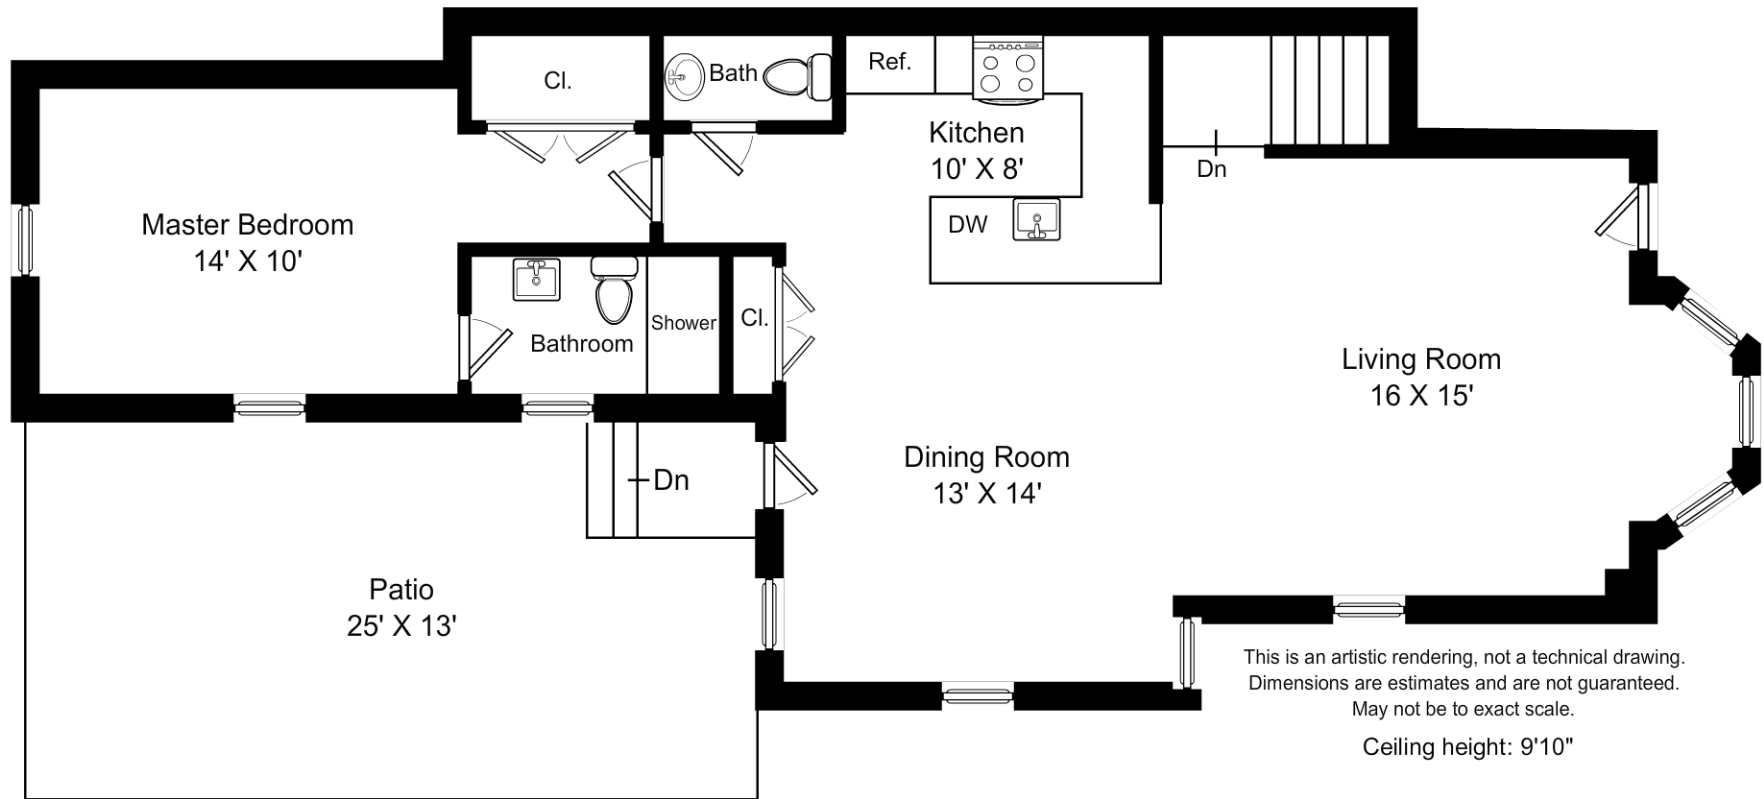 Cl.
Bath
Ref.
Kitchen
10' X 8'
Dn
Master Bedroom
14' X 10'
DW
Bathroom
Shower
Cl.
Living Room
16 X 15'
Dining Room
13' X 14'
Dn
Patio
25' X 13'
This is an artistic rendering, not a technical drawing.
Dimensions are estimates and are not guaranteed.
May not be to exact scale.
Ceiling height: 9'10"